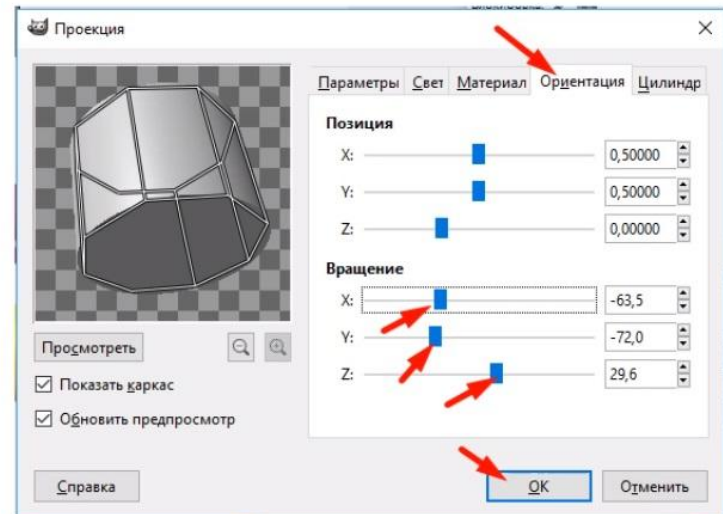 Проекция
Параметры Свет Материал Ориентация Цилиндр
Позиция
X: 0,50000
Y: 0,50000
Z: 0,00000
Вращение
X: -63,5
Y: -72,0
Z: 29,6
Просмотреть
Показать каркас
Обновить предпросмотр
Справка
OK
Отменить